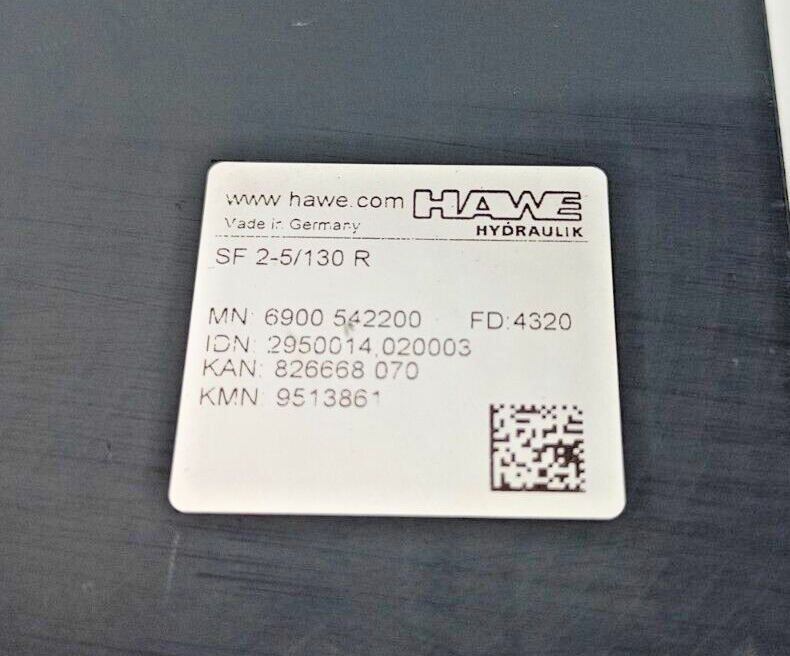 www.hawe.com HAWE
Made in Germany HYDRAULIK
SF 2-5/130 R
MN: 6900 542200 FD:4320
IDN: 2950014.020003
KAN: 826668 070
KMN: 9513861